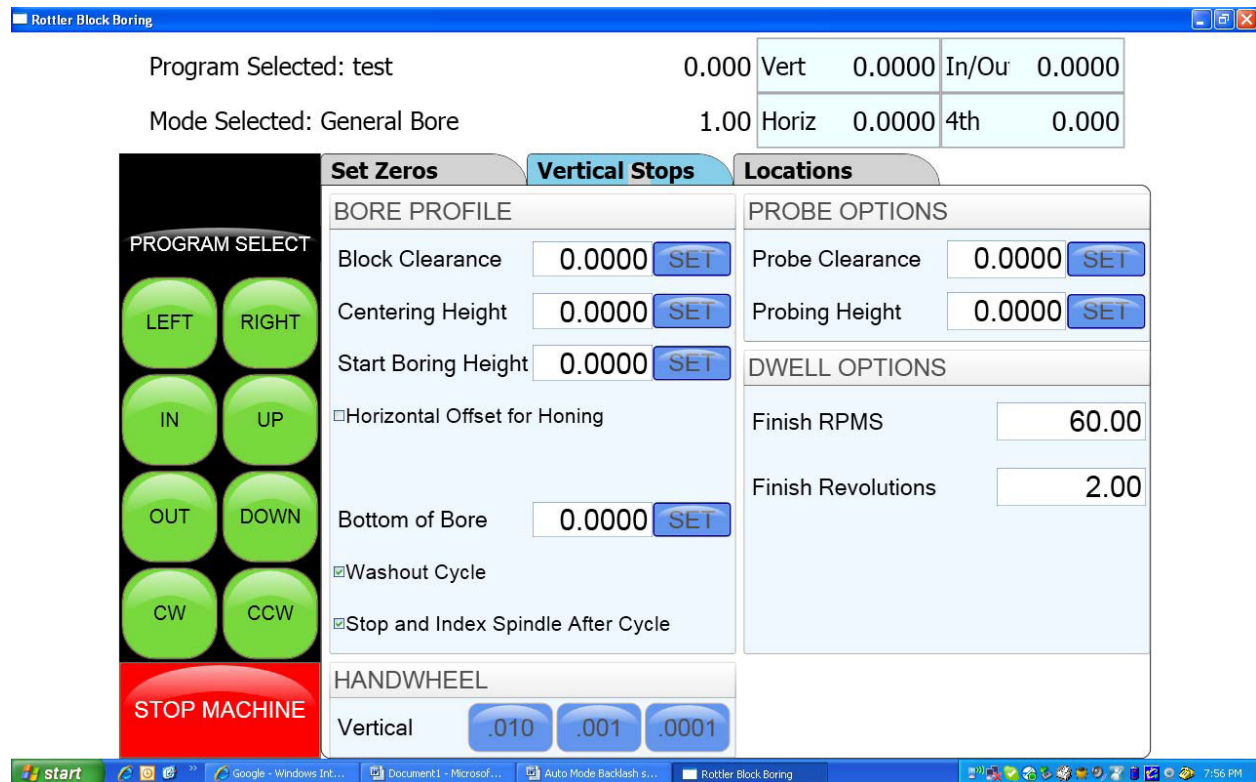 Rottler Block Boring
Program Selected: test 0.000 Vert 0.0000 In/Ou 0.0000
Mode Selected: General Bore 1.00 Horiz 0.0000 4th 0.000
Set Zeros Vertical Stops Locations
PROGRAM SELECT
LEFT RIGHT
IN UP
OUT DOWN
CW CCW
STOP MACHINE
BORE PROFILE
Block Clearance 0.0000 SET
Centering Height 0.0000 SET
Start Boring Height 0.0000 SET
Horizontal Offset for Honing
Bottom of Bore 0.0000 SET
Washout Cycle
Stop and Index Spindle After Cycle
HANDWHEEL
Vertical .010 .001 .0001
PROBE OPTIONS
Probe Clearance 0.0000 SET
Probing Height 0.0000 SET
DWELL OPTIONS
Finish RPMS 60.00
Finish Revolutions 2.00
start Google - Windows Int... Document1 - Microsof... Auto Mode Backlash s... Rottler Block Boring 7:56 PM